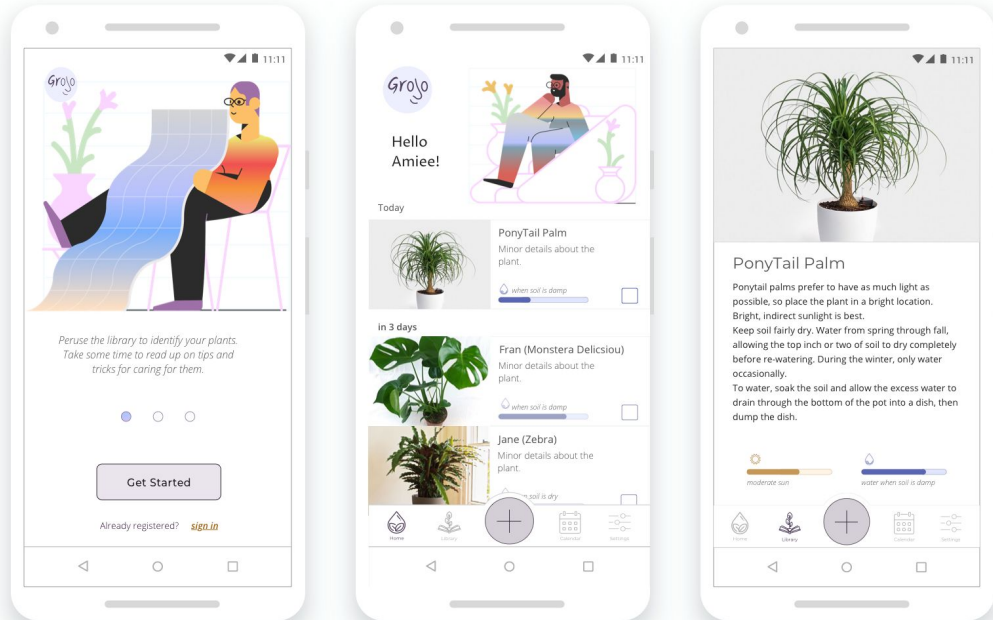 11:11
Grojo
Peruse the library to identify your plants.
Take some time to read up on tips and
tricks for caring for them.
Get Started
Already registered? sign in
11:11
Grojo
Hello
Amiee!
Today
PonyTail Palm
Minor details about the
plant.
when soil is damp
in 3 days
Fran (Monstera Delicsiou)
Minor details about the
plant.
when soil is damp
Jane (Zebra)
Minor details about the
plant.
soil is dry
Home
Library
Calendar
Settings
11:11
PonyTail Palm
Ponytail palms prefer to have as much light as
possible, so place the plant in a bright location.
Bright, indirect sunlight is best.
Keep soil fairly dry. Water from spring through fall,
allowing the top inch or two of soil to dry completely
before re-watering. During the winter, only water
occasionally.
To water, soak the soil and allow the excess water to
drain through the bottom of the pot into a dish, then
dump the dish.
moderate sun
water when soil is damp
Home
Library
Calendar
Settings